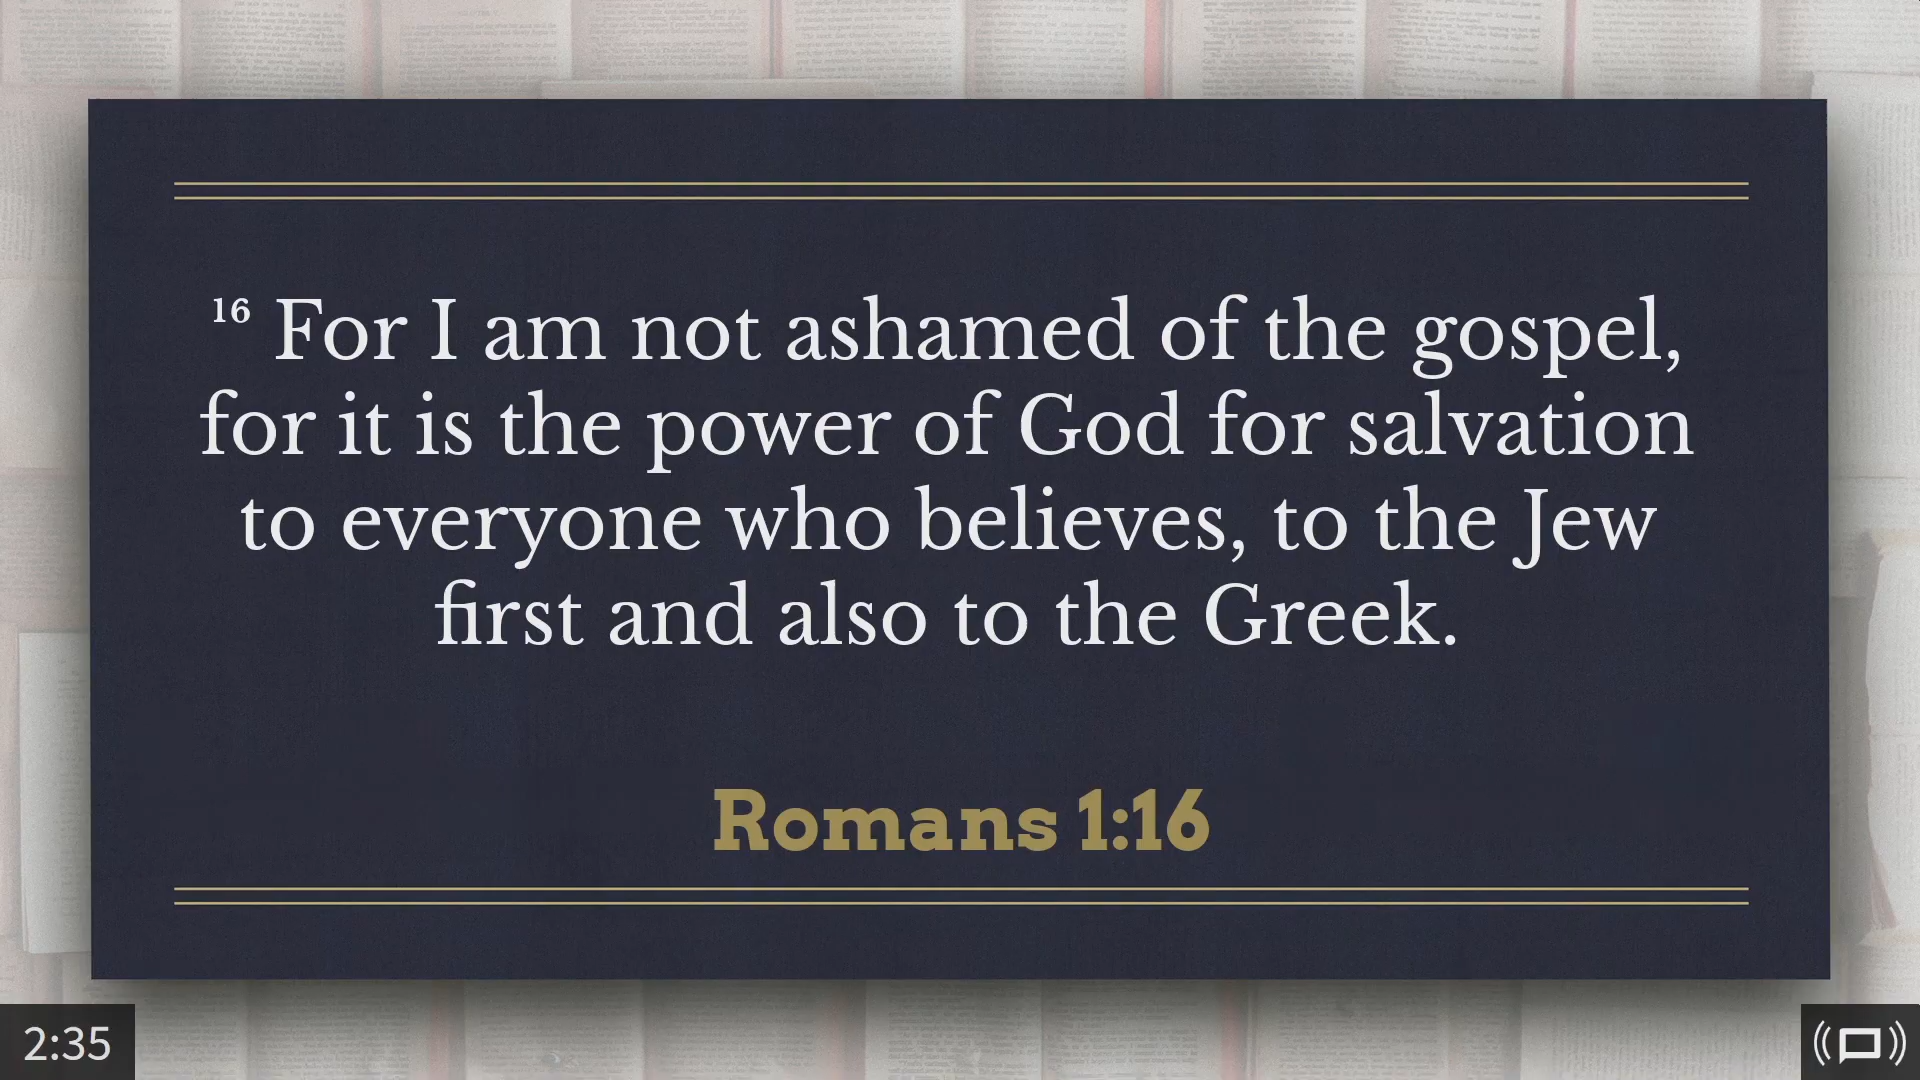 16 For I am not ashamed of the gospel,
for it is the power of God for salvation
to everyone who believes, to the Jew
first and also to the Greek.
Romans 1:16
2:35